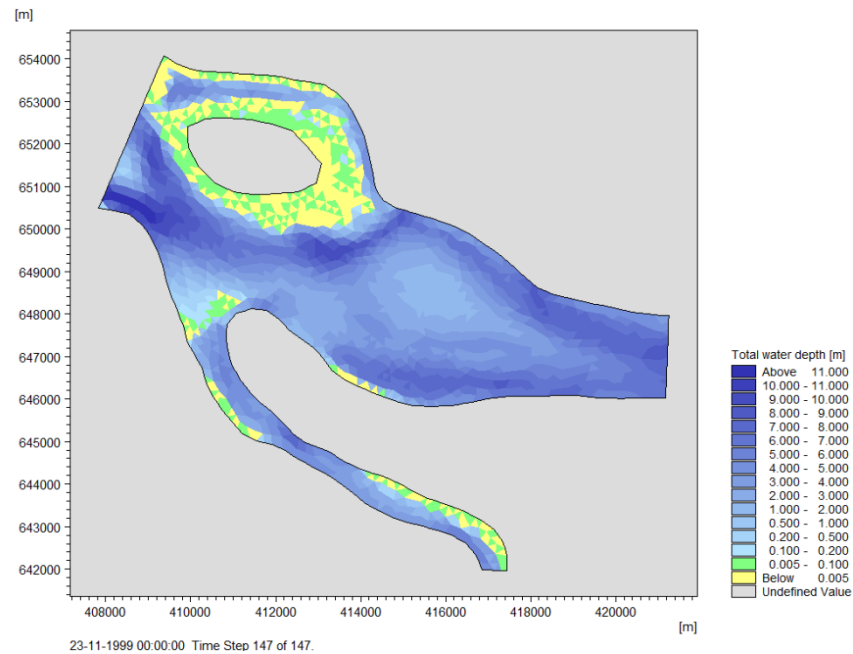 [m]
654000
653000
652000
651000
650000
649000
648000
647000
646000
645000
644000
643000
642000
408000 410000 412000 414000 416000 418000 420000
[m]
23-11-1999 00:00:00 Time Step 147 of 147.
Total water depth [m]
Above 11.000
10.000 - 11.000
9.000 - 10.000
8.000 - 9.000
7.000 - 8.000
6.000 - 7.000
5.000 - 6.000
4.000 - 5.000
3.000 - 4.000
2.000 - 3.000
1.000 - 2.000
0.500 - 1.000
0.200 - 0.500
0.100 - 0.200
0.005 - 0.100
Below 0.005
Undefined Value